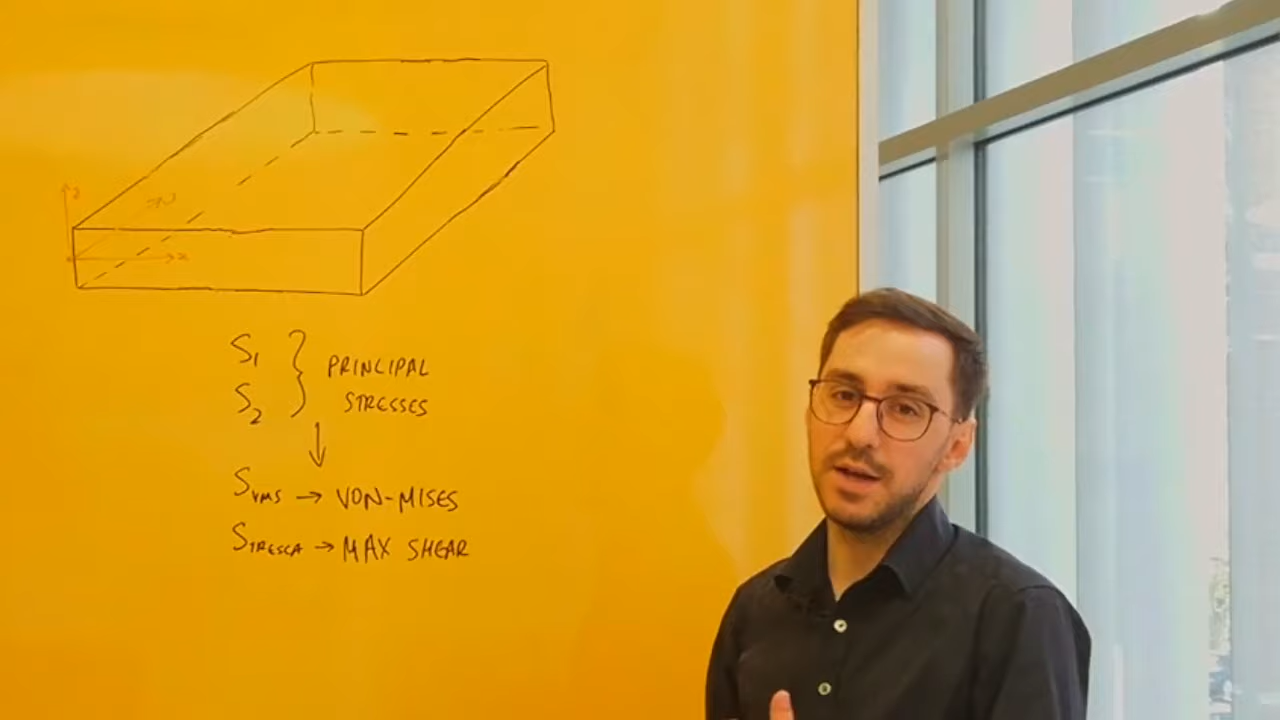 S1
S2
PRINCIPAL
STRESSES
SVMS → VON-MISES
STRESCA → MAX SHEAR
x